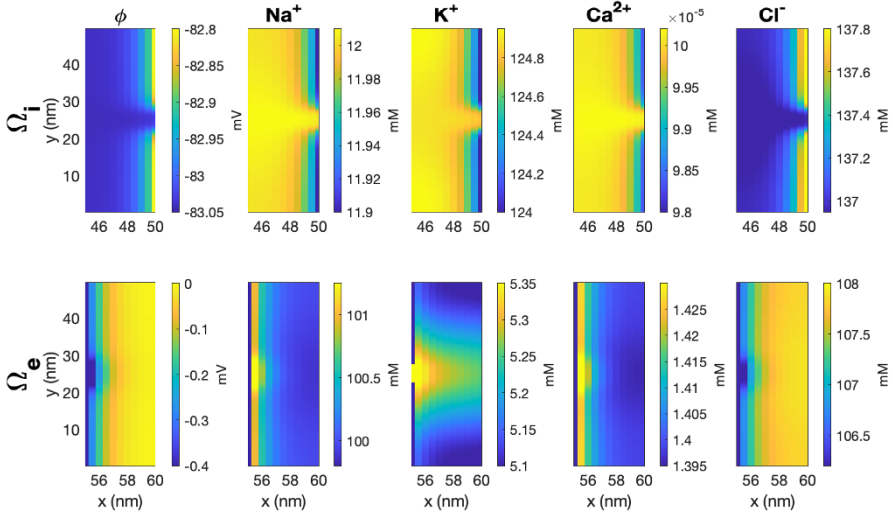 ϕ Na⁺ K⁺ Ca²⁺ Cl⁻
×10⁻⁵
Ωᵢ
y (nm)
40
30
20
10
46 48 50
-82.8
-82.85
-82.9
-82.95
-83
-83.05
mV
46 48 50
12
11.98
11.96
11.94
11.92
11.9
mM
46 48 50
124.8
124.6
124.4
124.2
124
mM
46 48 50
10
9.95
9.9
9.85
9.8
mM
46 48 50
137.8
137.6
137.4
137.2
137
mM
Ωₑ
y (nm)
40
30
20
10
56 58 60
x (nm)
0
-0.1
-0.2
-0.3
-0.4
mV
56 58 60
x (nm)
101
100.5
100
mM
56 58 60
x (nm)
5.35
5.3
5.25
5.2
5.15
5.1
mM
56 58 60
x (nm)
1.425
1.42
1.415
1.41
1.405
1.4
1.395
mM
56 58 60
x (nm)
108
107.5
107
106.5
mM